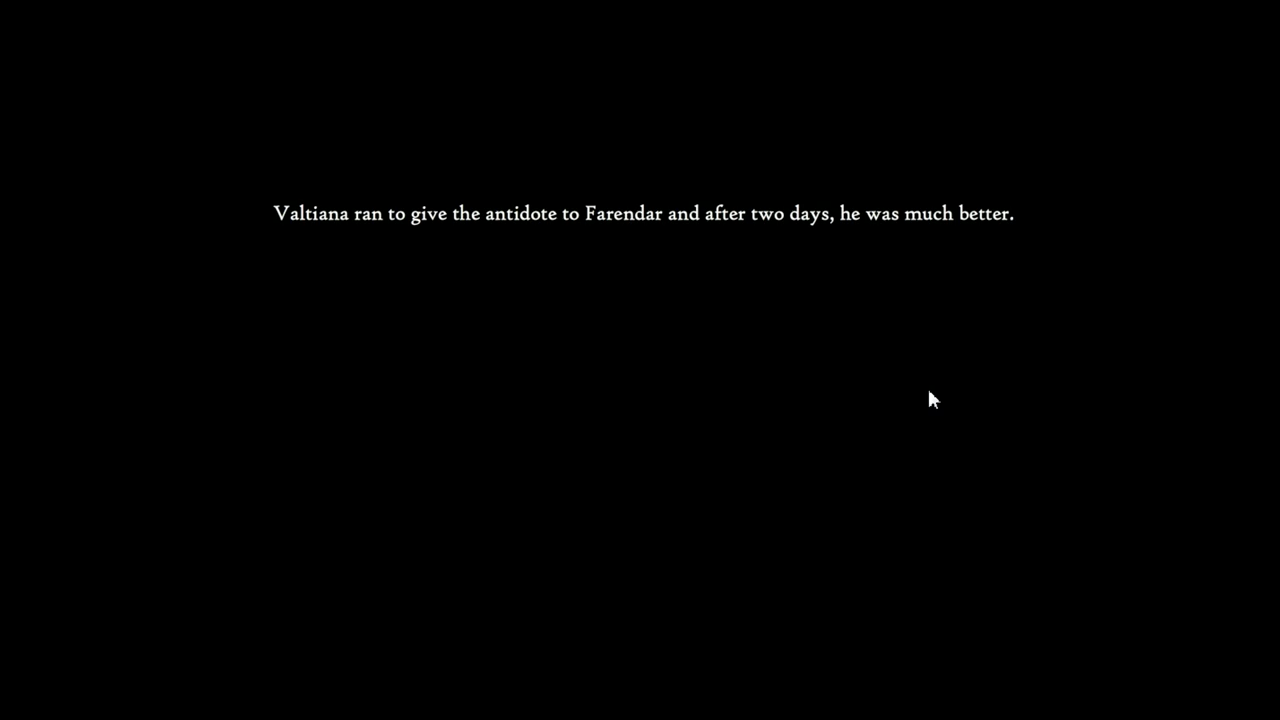 Valtiana ran to give the antidote to Farendar and after two days, he was much better.